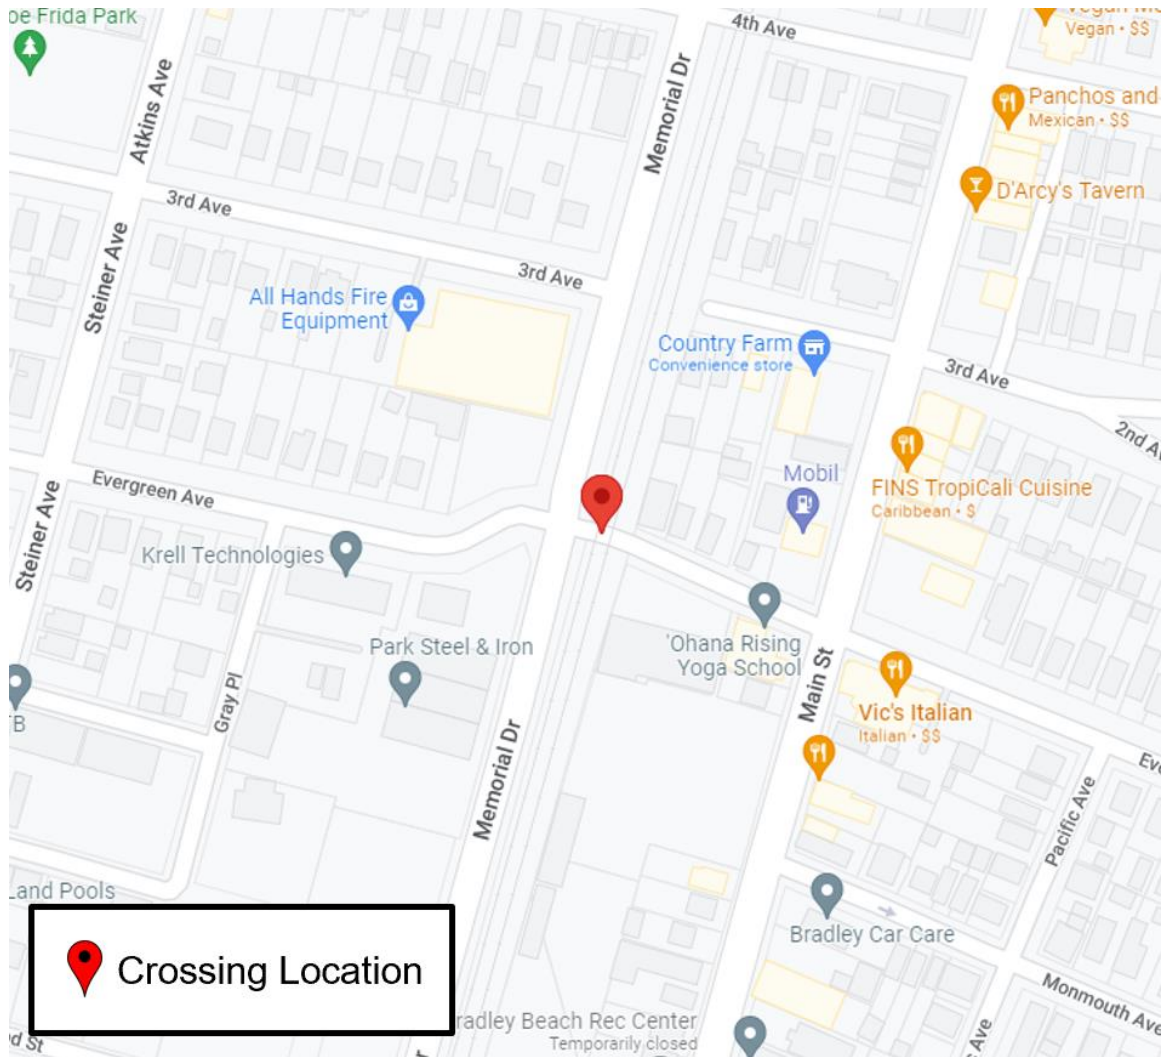 oe Frida Park
4th Ave
Vegan • $$
Panchos and
Mexican • $$
Atkins Ave
Memorial Dr
D'Arcy's Tavern
3rd Ave
3rd Ave
Steiner Ave
All Hands Fire
Equipment
Country Farm
Convenience store
3rd Ave
2nd Av
Mobil
Evergreen Ave
FINS TropiCali Cuisine
Caribbean • $
Steiner Ave
Krell Technologies
Park Steel & Iron
'Ohana Rising
Yoga School
Gray Pl
Main St
Vic's Italian
Italian • $$
TB
Eve
Memorial Dr
Pacific Ave
Land Pools
Bradley Car Care
Crossing Location
Monmouth Ave
radley Beach Rec Center
Temporarily closed
d St
s Ave
r